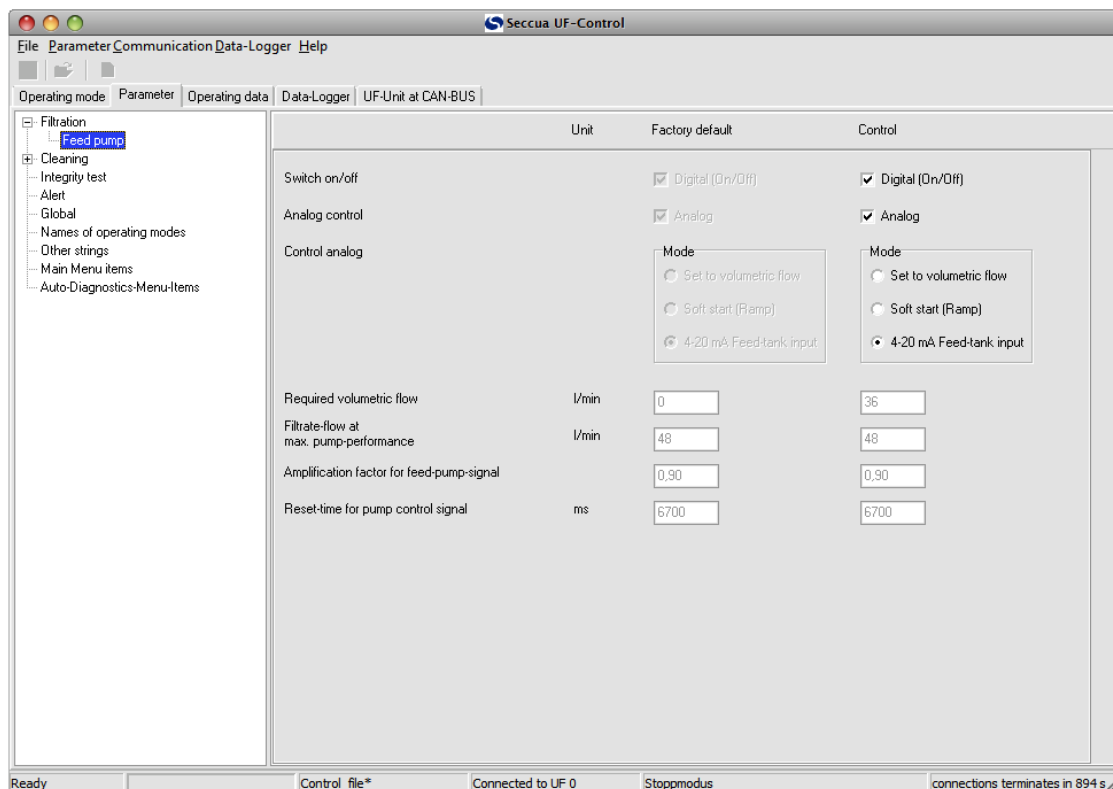 Seccua UF-Control
File Parameter Communication Data-Logger Help
Operating mode Parameter Operating data Data-Logger UF-Unit at CAN-BUS
Filtration
Feed pump
Cleaning
Integrity test
Alert
Global
Names of operating modes
Other strings
Main Menu items
Auto-Diagnostics-Menu-Items
Unit Factory default Control
Switch on/off Digital (On/Off) Digital (On/Off)
Analog control Analog Analog
Control analog Mode Mode
Set to volumetric flow Set to volumetric flow
Soft start (Ramp) Soft start (Ramp)
4-20 mA Feed-tank input 4-20 mA Feed-tank input
Required volumetric flow l/min 0 36
Filtrate-flow at
max. pump-performance l/min 48 48
Amplification factor for feed-pump-signal 0,90 0,90
Reset-time for pump control signal ms 6700 6700
Ready Control file* Connected to UF 0 Stoppmodus connections terminates in 894 s